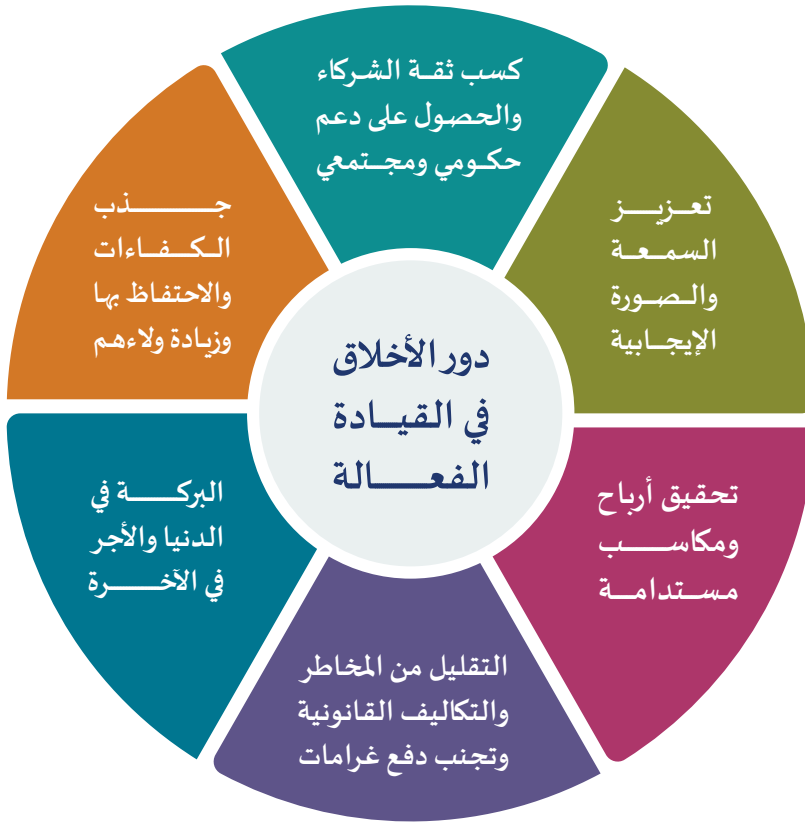 دور الأخلاق
في القيادة
الفعالة
كسب ثقة الشركاء
والحصول على دعم
حكومي ومجتمعي
تعزيز
السمعة
والصورة
الإيجابية
تحقيق أرباح
ومكاسب
مستدامة
التقليل من المخاطر
والتكاليف القانونية
وتجنب دفع غرامات
البركة في
الدنيا والأجر
في الآخرة
جذب
الكفاءات
والاحتفاظ بها
وزيادة ولاءهم